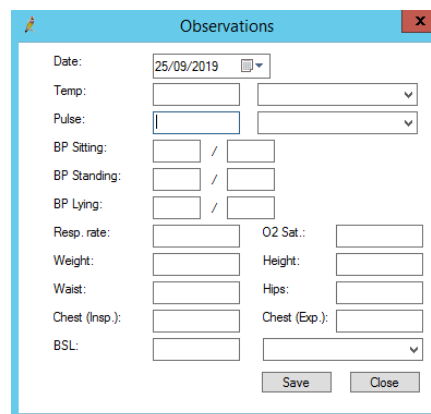 Observations
x
Date: 25/09/2019
Temp:
Pulse:
BP Sitting: /
BP Standing: /
BP Lying: /
Resp. rate: O2 Sat.:
Weight: Height:
Waist: Hips:
Chest (Insp.): Chest (Exp.):
BSL:
Save Close